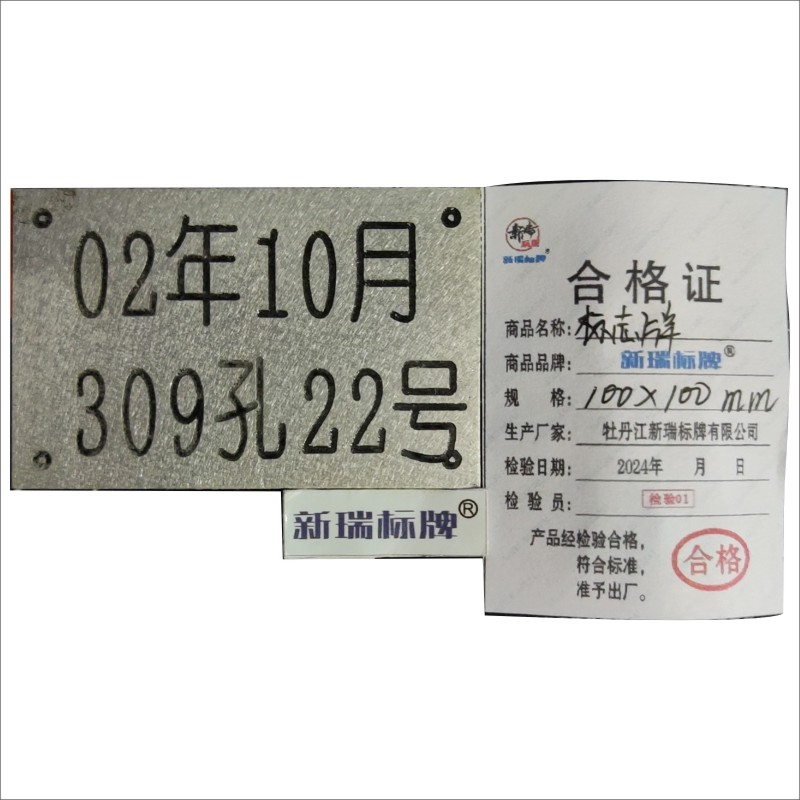 02年10月
309孔22号
新瑞标牌®
新瑞标牌®
合格证
商品名称：标志牌
商品品牌：新瑞标牌®
规 格：100×100mm
生产厂家：牡丹江新瑞标牌有限公司
检验日期：2024年 月 日
检验员：检验01
产品经检验合格，
符合标准，
准予出厂。
合格